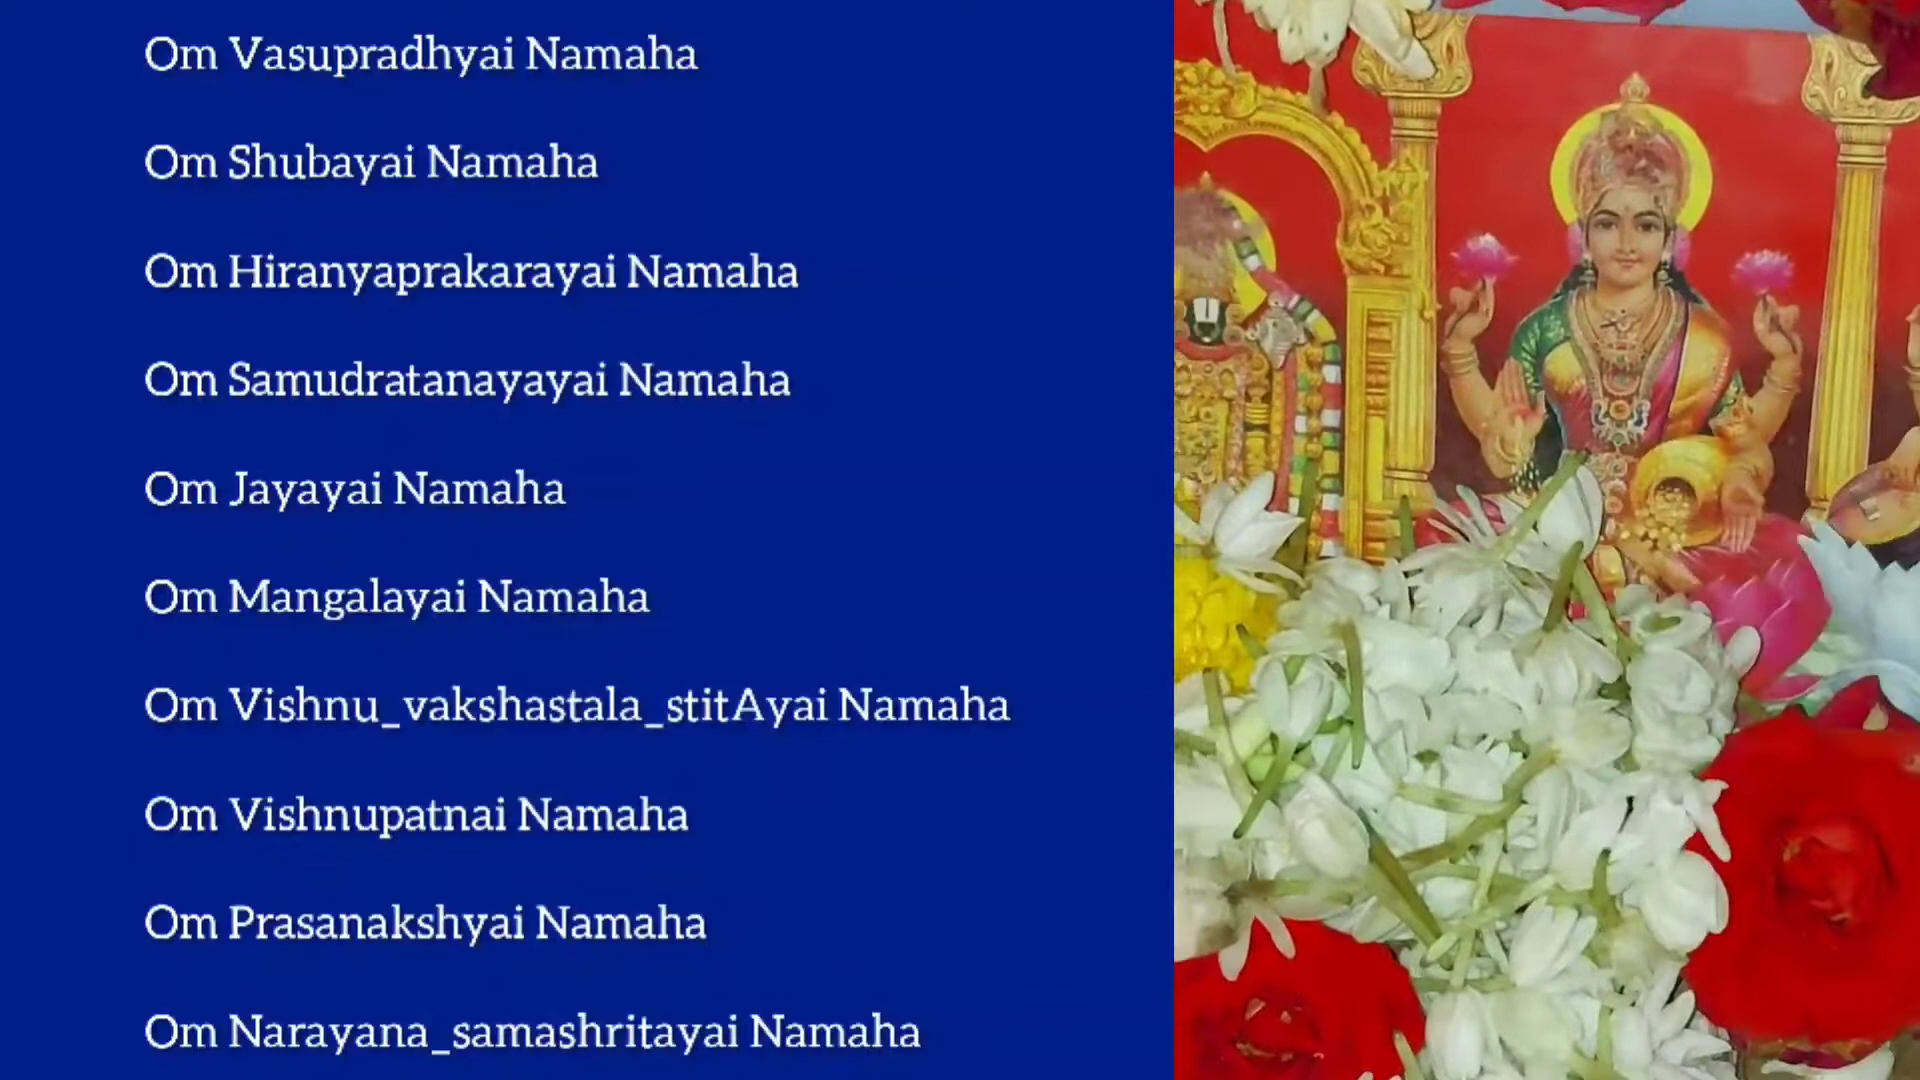 Om Vasupradhyai Namaha
Om Shubayai Namaha
Om Hiranyaprakarayai Namaha
Om Samudratanayayai Namaha
Om Jayayai Namaha
Om Mangalayai Namaha
Om Vishnu_vakshastala_stitAyai Namaha
Om Vishnupatnai Namaha
Om Prasanakshyai Namaha
Om Narayana_samashritayai Namaha